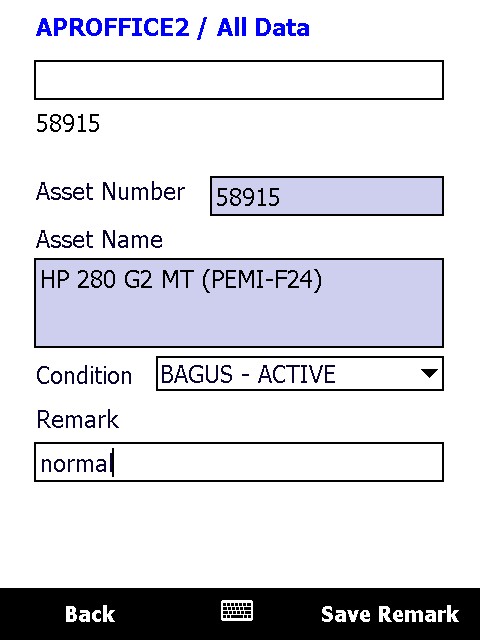 APROFFICE2 / All Data
58915
Asset Number 58915
Asset Name
HP 280 G2 MT (PEMI-F24)
Condition BAGUS - ACTIVE
Remark
normal
Back Save Remark